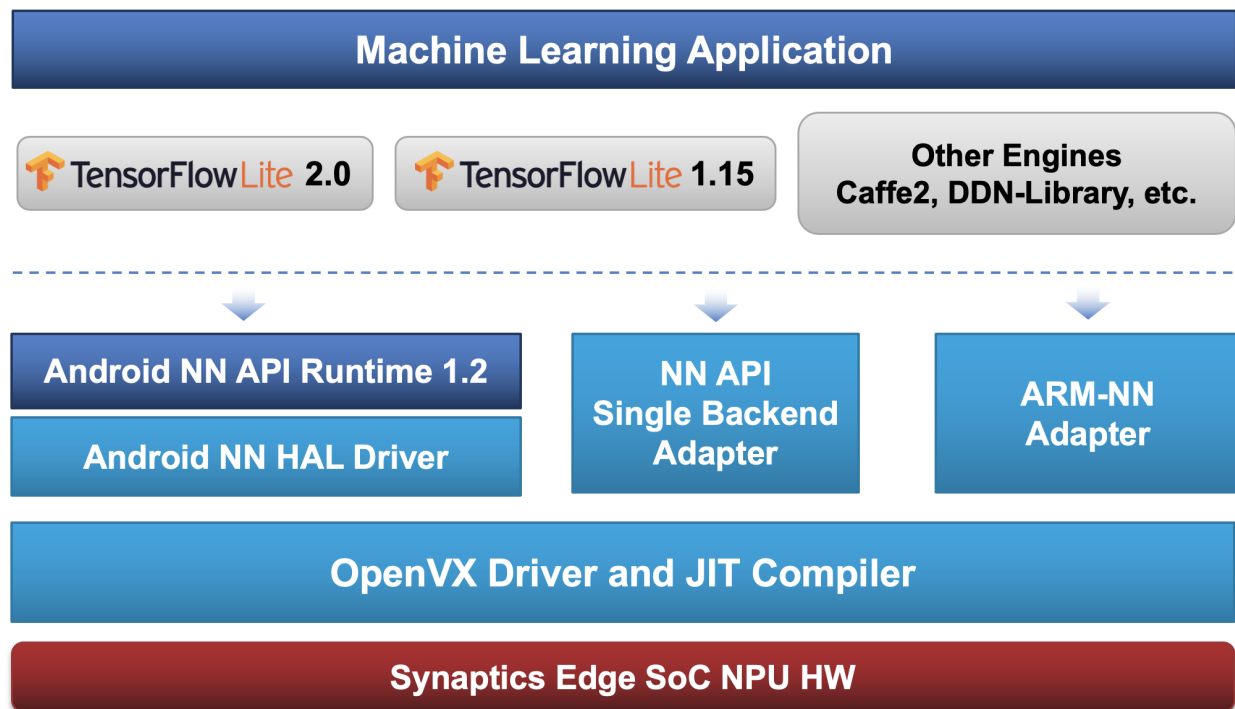 Machine Learning Application
TensorFlowLite 2.0
TensorFlowLite 1.15
Other Engines
Caffe2, DDN-Library, etc.
Android NN API Runtime 1.2
Android NN HAL Driver
NN API
Single Backend
Adapter
ARM-NN
Adapter
OpenVX Driver and JIT Compiler
Synaptics Edge SoC NPU HW